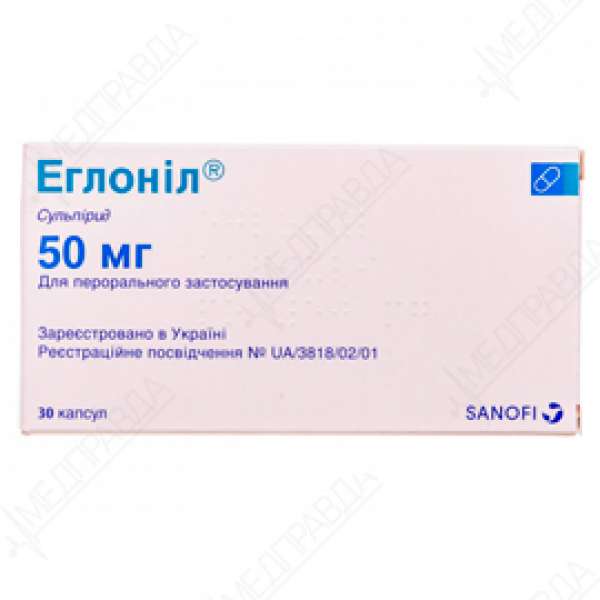 Еглоніл®
Сульпірид
50 мг
Для перорального застосування
Зареєстровано в Україні
Реєстраційне посвідчення № UA/3818/02/01
30 капсул
SANOFI
МЕДПРАВДА